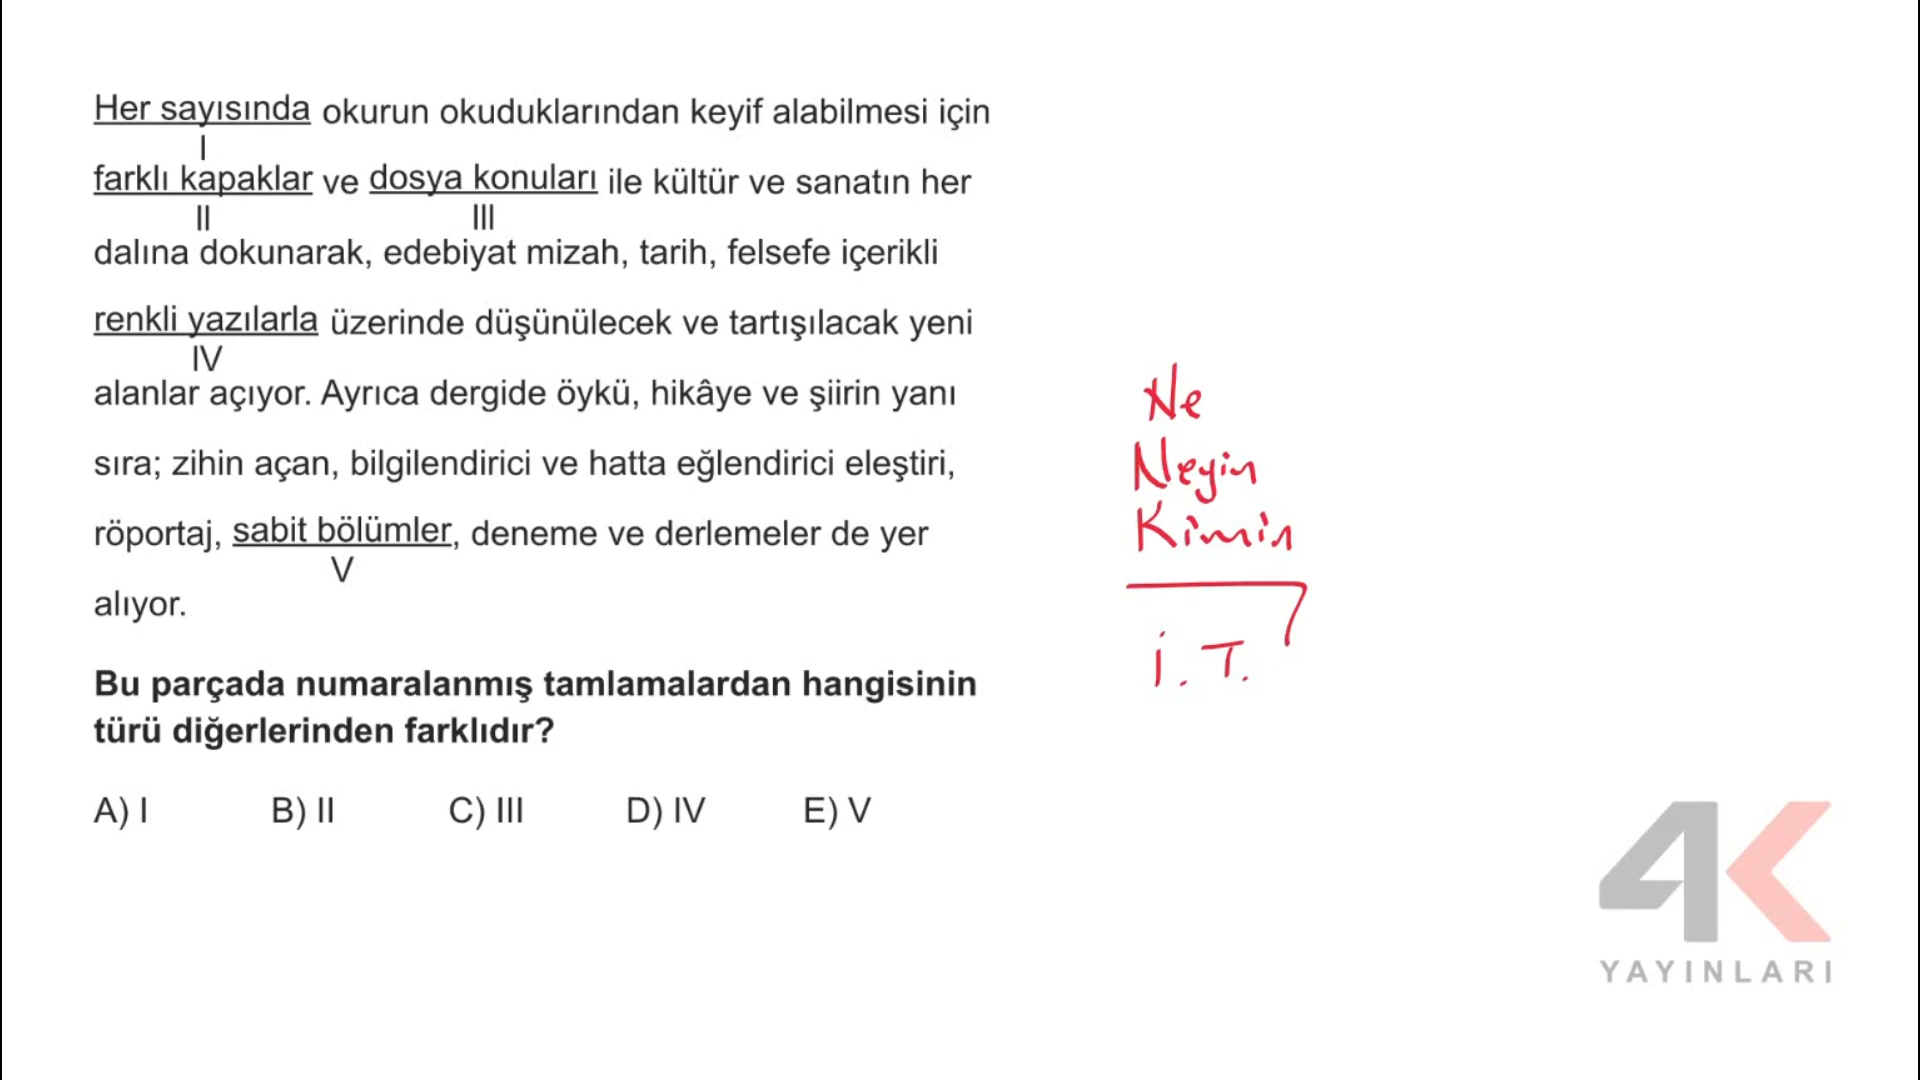 Her sayısında okurun okuduklarından keyif alabilmesi için
I
farklı kapaklar ve dosya konuları ile kültür ve sanatın her
II III
dalına dokunarak, edebiyat mizah, tarih, felsefe içerikli
renkli yazılarla üzerinde düşünülecek ve tartışılacak yeni
IV
alanlar açıyor. Ayrıca dergide öykü, hikâye ve şiirin yanı
sıra; zihin açan, bilgilendirici ve hatta eğlendirici eleştiri,
röportaj, sabit bölümler, deneme ve derlemeler de yer
V
alıyor.
Bu parçada numaralanmış tamlamalardan hangisinin
türü diğerlerinden farklıdır?
A) I B) II C) III D) IV E) V
Ne
Neyin
Kimin
İ.T.
4K
YAYINLARI